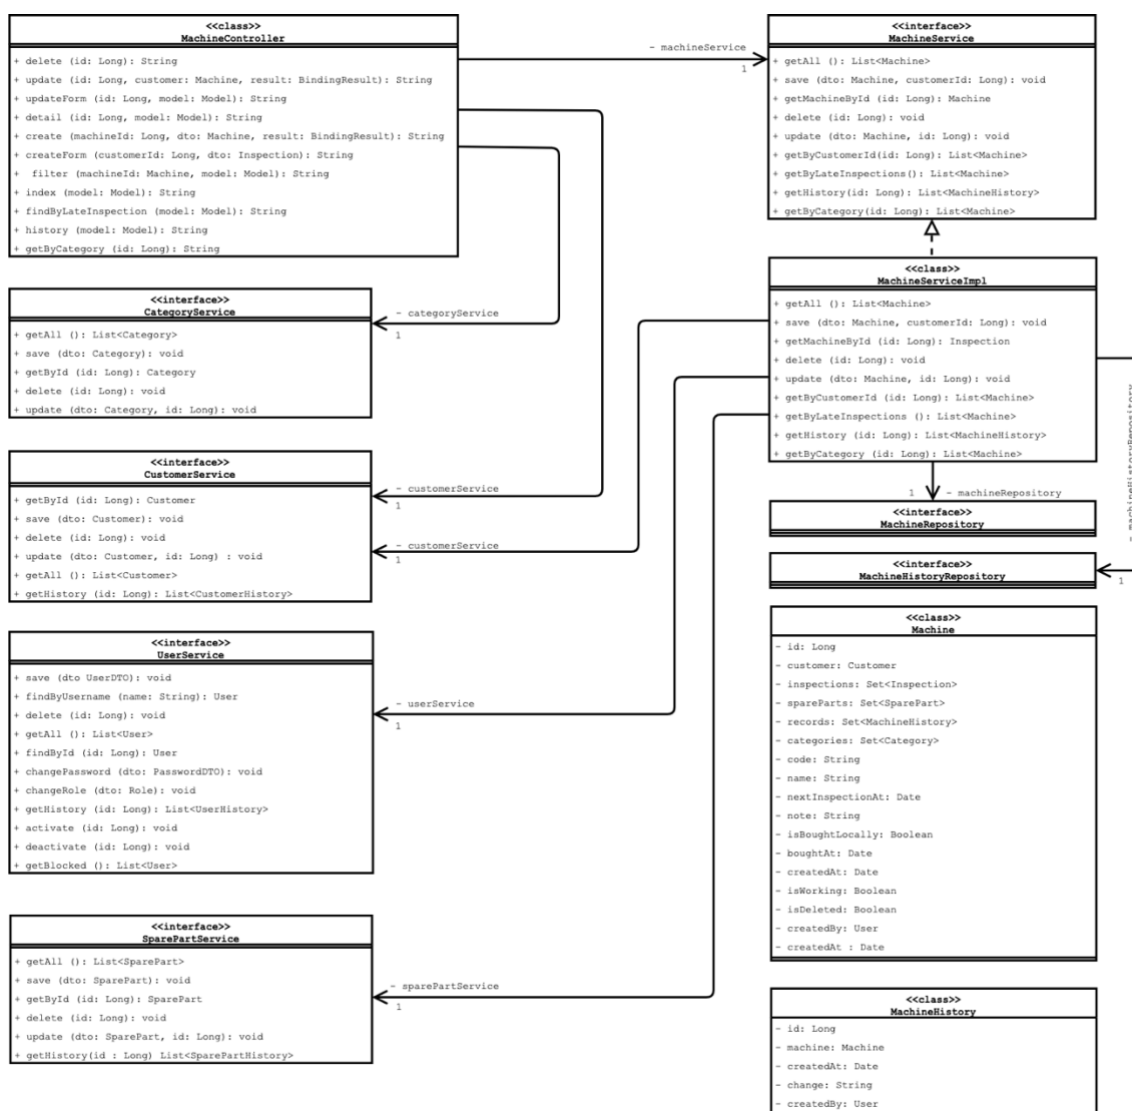 <<class>>
MachineController
+ delete (id: Long): String
+ update (id: Long, customer: Machine, result: BindingResult): String
+ updateForm (id: Long, model: Model): String
+ detail (id: Long, model: Model): String
+ create (machineId: Long, dto: Machine, result: BindingResult): String
+ createForm (customerId: Long, dto: Inspection): String
+ filter (machineId: Machine, model: Model): String
+ index (model: Model): String
+ findByLateInspection (model: Model): String
+ history (model: Model): String
+ getByCategory (id: Long): String
- machineService
1
<<interface>>
MachineService
+ getAll (): List<Machine>
+ save (dto: Machine, customerId: Long): void
+ getMachineById (id: Long): Machine
+ delete (id: Long): void
+ update (dto: Machine, id: Long): void
+ getByCustomerId(id: Long): List<Machine>
+ getByLateInspections(): List<Machine>
+ getHistory(id: Long): List<MachineHistory>
+ getByCategory(id: Long): List<Machine>
<<interface>>
CategoryService
+ getAll (): List<Category>
+ save (dto: Category): void
+ getById (id: Long): Category
+ delete (id: Long): void
+ update (dto: Category, id: Long): void
- categoryService
1
<<class>>
MachineServiceImpl
+ getAll (): List<Machine>
+ save (dto: Machine, customerId: Long): void
+ getMachineById (id: Long): Inspection
+ delete (id: Long): void
+ update (dto: Machine, id: Long): void
+ getByCustomerId (id: Long): List<Machine>
+ getByLateInspections (): List<Machine>
+ getHistory (id: Long): List<MachineHistory>
+ getByCategory (id: Long): List<Machine>
- machineHistoryRepository
1
<<interface>>
CustomerService
+ getById (id: Long): Customer
+ save (dto: Customer): void
+ delete (id: Long): void
+ update (dto: Customer, id: Long) : void
+ getAll (): List<Customer>
+ getHistory (id: Long): List<CustomerHistory>
- customerService
1
- customerService
1
1 - machineRepository
<<interface>>
MachineRepository
<<interface>>
MachineHistoryRepository
<<interface>>
UserService
+ save (dto UserDTO): void
+ findByUsername (name: String): User
+ delete (id: Long): void
+ getAll (): List<User>
+ findById (id: Long): User
+ changePassword (dto: PasswordDTO): void
+ changeRole (dto: Role): void
+ getHistory (id: Long): List<UserHistory>
+ activate (id: Long): void
+ deactivate (id: Long): void
+ getBlocked (): List<User>
- userService
1
<<class>>
Machine
- id: Long
- customer: Customer
- inspections: Set<Inspection>
- spareParts: Set<SparePart>
- records: Set<MachineHistory>
- categories: Set<Category>
- code: String
- name: String
- nextInspectionAt: Date
- note: String
- isBoughtLocally: Boolean
- boughtAt: Date
- createdAt: Date
- isWorking: Boolean
- isDeleted: Boolean
- createdBy: User
- createdAt : Date
<<interface>>
SparePartService
+ getAll (): List<SparePart>
+ save (dto: SparePart): void
+ getById (id: Long): SparePart
+ delete (id: Long): void
+ update (dto: SparePart, id: Long): void
+ getHistory(id : Long) List<SparePartHistory>
- sparePartService
1
<<class>>
MachineHistory
- id: Long
- machine: Machine
- createdAt: Date
- change: String
- createdBy: User